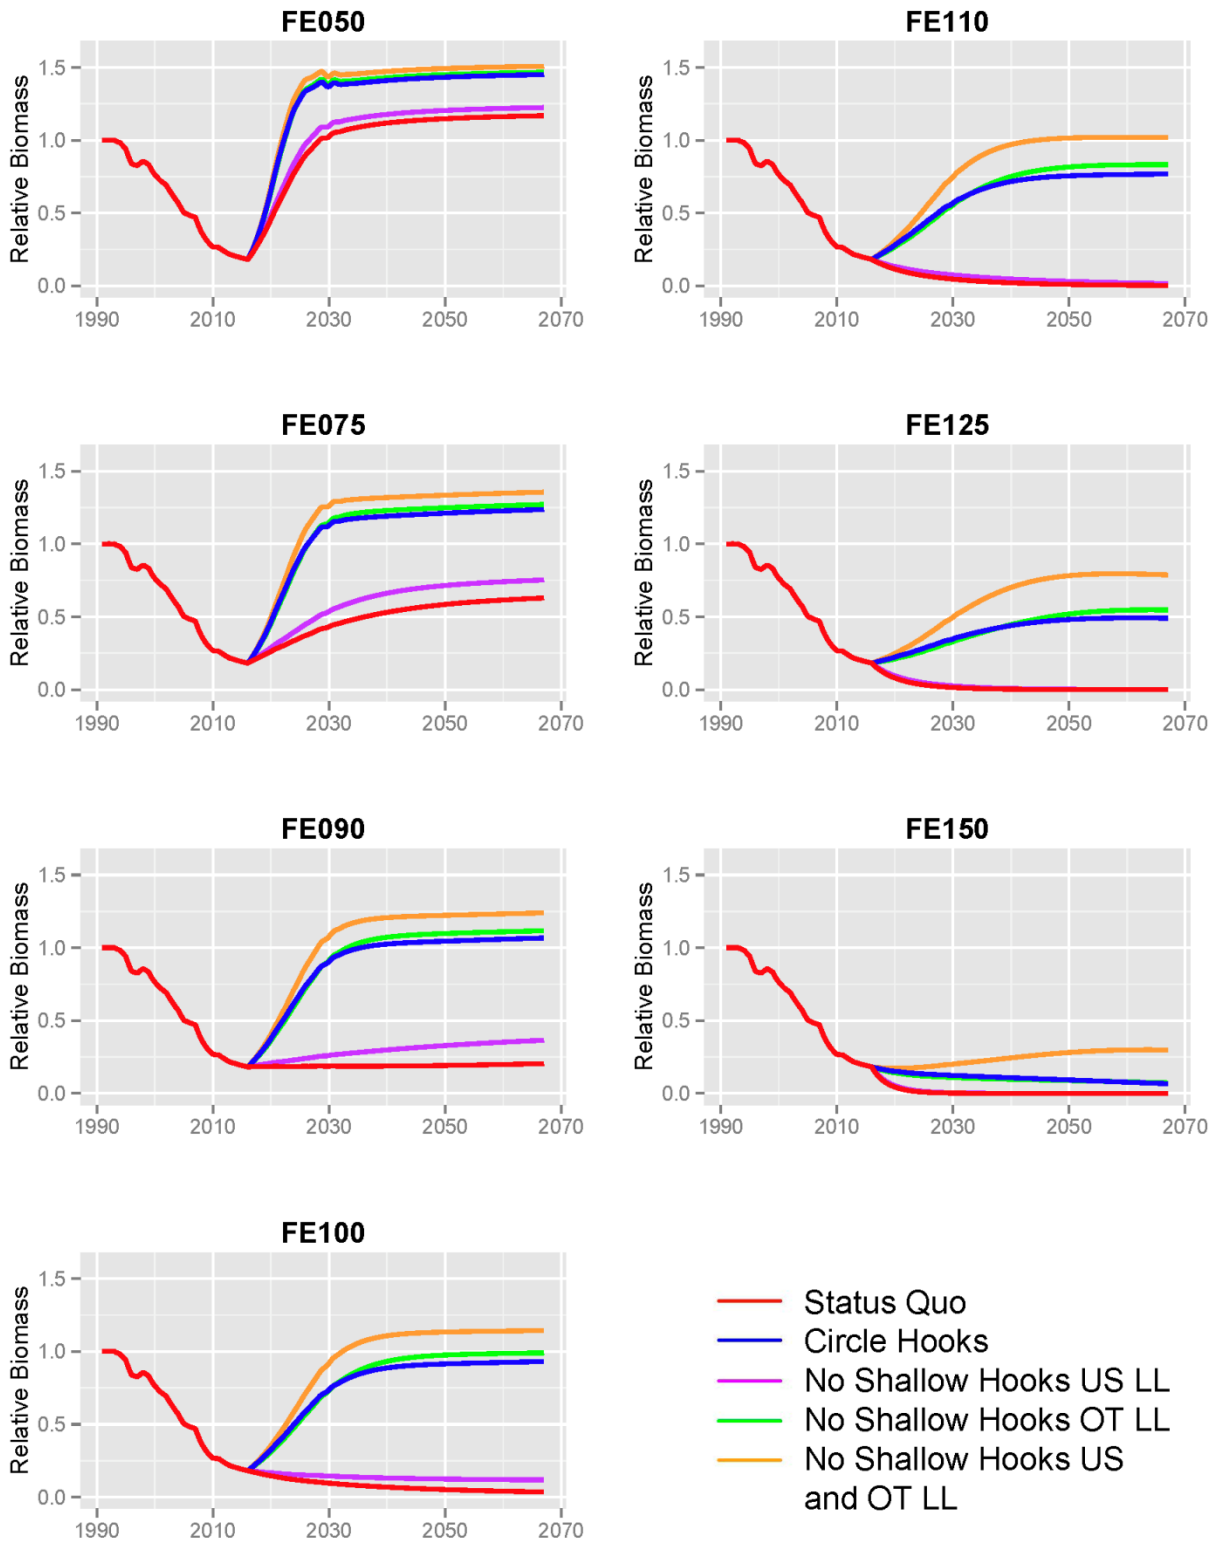 FE050
Relative Biomass
1.5
1.0
0.5
0.0
1990 2010 2030 2050 2070
FE110
Relative Biomass
1.5
1.0
0.5
0.0
1990 2010 2030 2050 2070
FE075
Relative Biomass
1.5
1.0
0.5
0.0
1990 2010 2030 2050 2070
FE125
Relative Biomass
1.5
1.0
0.5
0.0
1990 2010 2030 2050 2070
FE090
Relative Biomass
1.5
1.0
0.5
0.0
1990 2010 2030 2050 2070
FE150
Relative Biomass
1.5
1.0
0.5
0.0
1990 2010 2030 2050 2070
FE100
Relative Biomass
1.5
1.0
0.5
0.0
1990 2010 2030 2050 2070
Status Quo
Circle Hooks
No Shallow Hooks US LL
No Shallow Hooks OT LL
No Shallow Hooks US
and OT LL